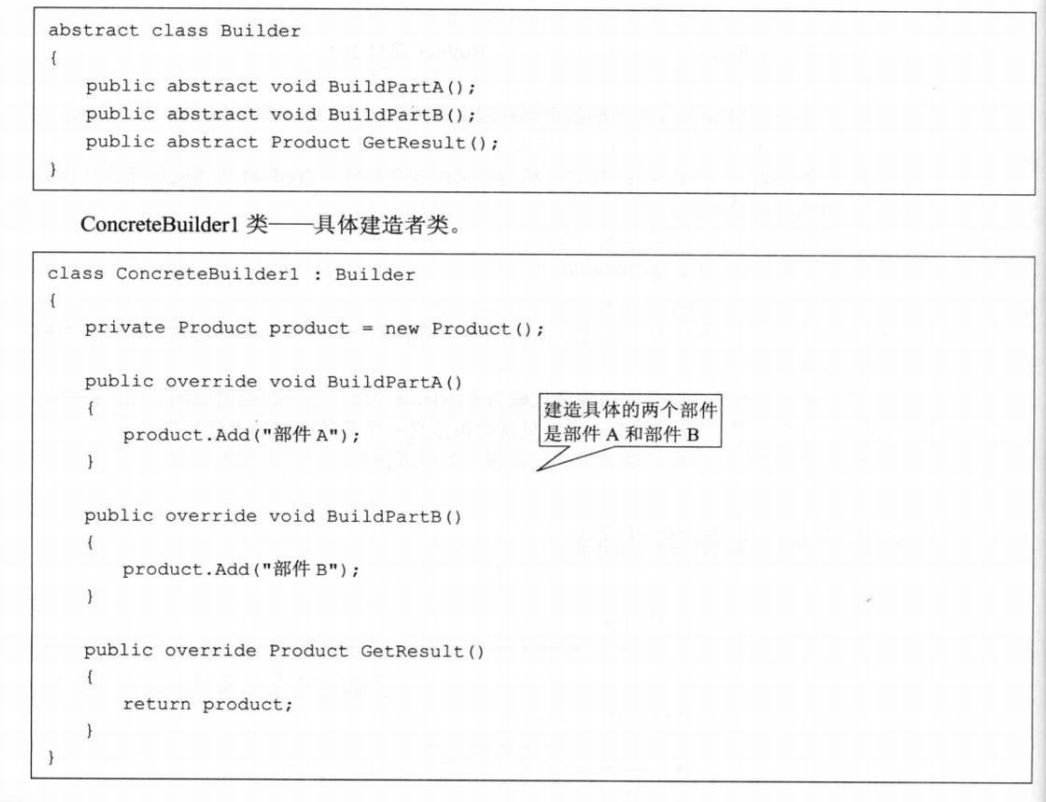 abstract class Builder
{
public abstract void BuildPartA();
public abstract void BuildPartB();
public abstract Product GetResult();
}
ConcreteBuilder1 类——具体建造者类。
class ConcreteBuilder1 : Builder
{
private Product product = new Product();
public override void BuildPartA()
{
product.Add("部件 A");
}
建造具体的两个部件
是部件 A 和部件 B
public override void BuildPartB()
{
product.Add("部件 B");
}
public override Product GetResult()
{
return product;
}
}